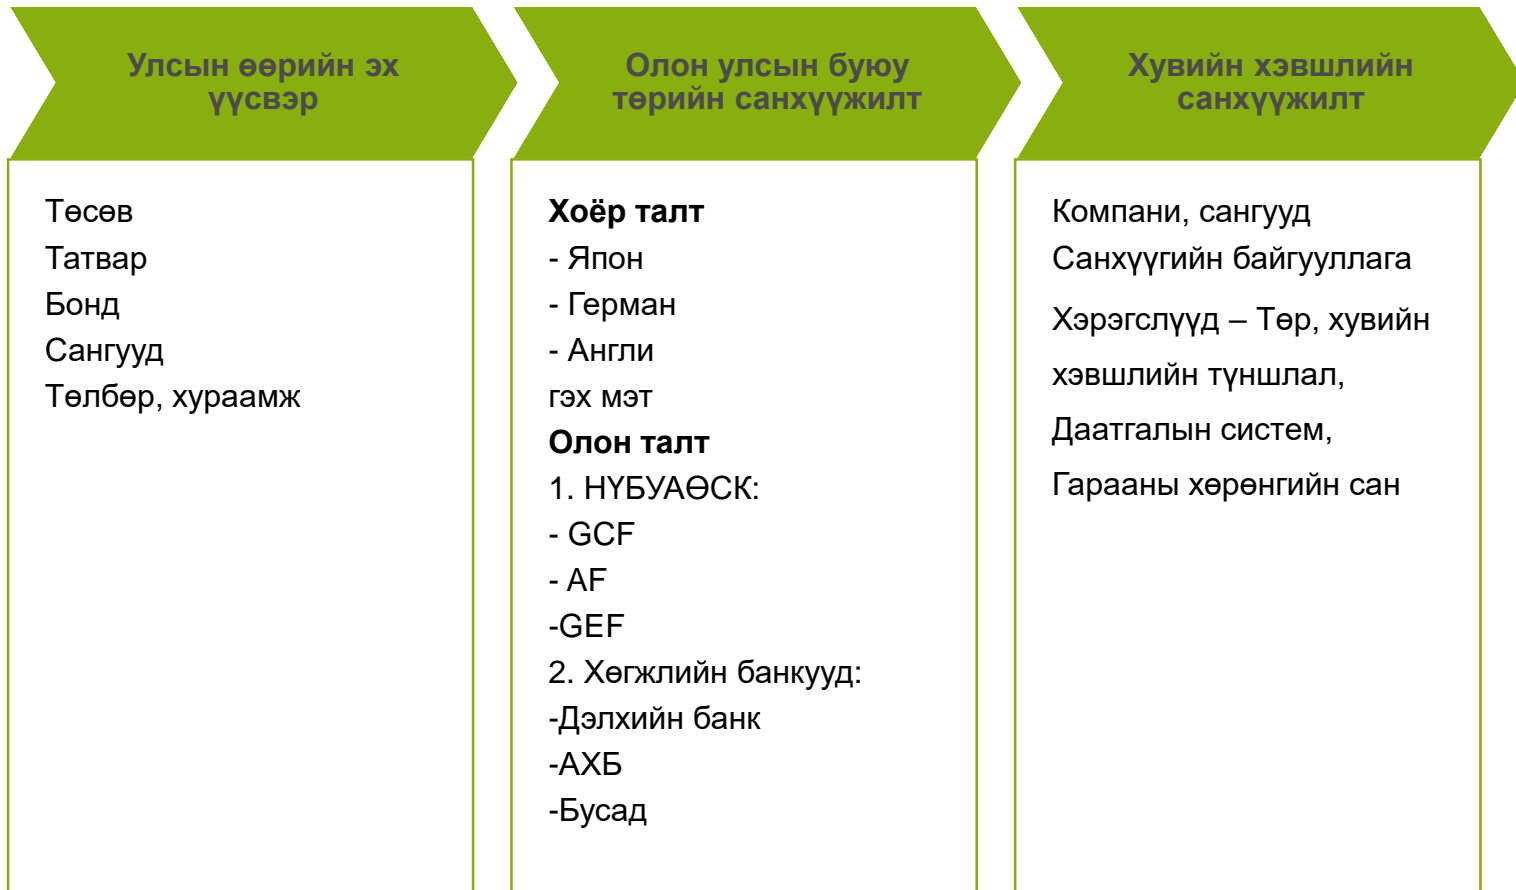 Улсын өөрийн эх
үүсвэр
Төсөв
Татвар
Бонд
Сангууд
Төлбөр, хураамж
Олон улсын буюу
төрийн санхүүжилт
Хоёр талт
- Япон
- Герман
- Англи
гэх мэт
Олон талт
1. НҮБУАӨСК:
- GCF
- AF
-GEF
2. Хөгжлийн банкууд:
-Дэлхийн банк
-АХБ
-Бусад
Хувийн хэвшлийн
санхүүжилт
Компани, сангууд
Санхүүгийн байгууллага
Хэрэгслүүд – Төр, хувийн
хэвшлийн түншлал,
Даатгалын систем,
Гарааны хөрөнгийн сан